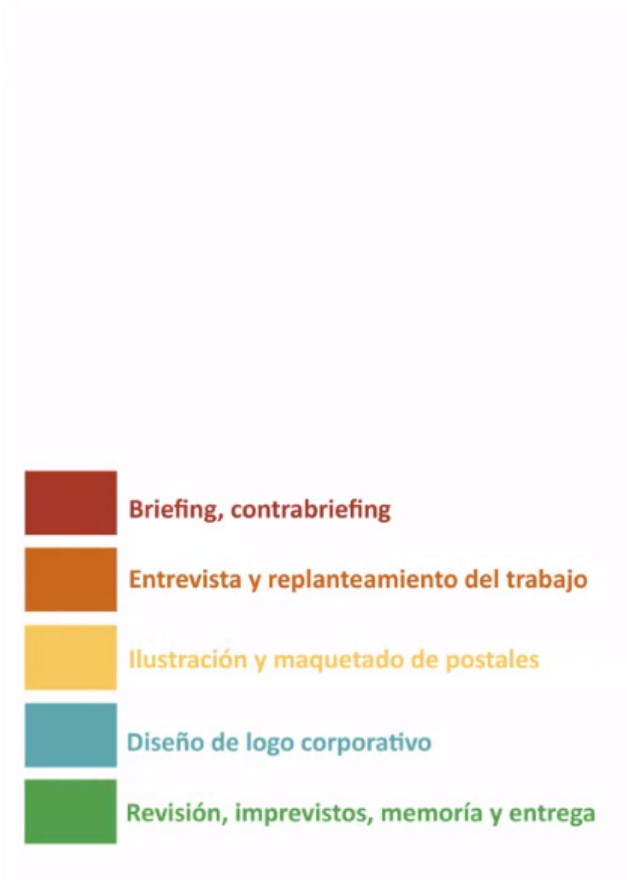 Briefing, contrabriefing
Entrevista y replanteamiento del trabajo
Ilustración y maquetado de postales
Diseño de logo corporativo
Revisión, imprevistos, memoría y entrega